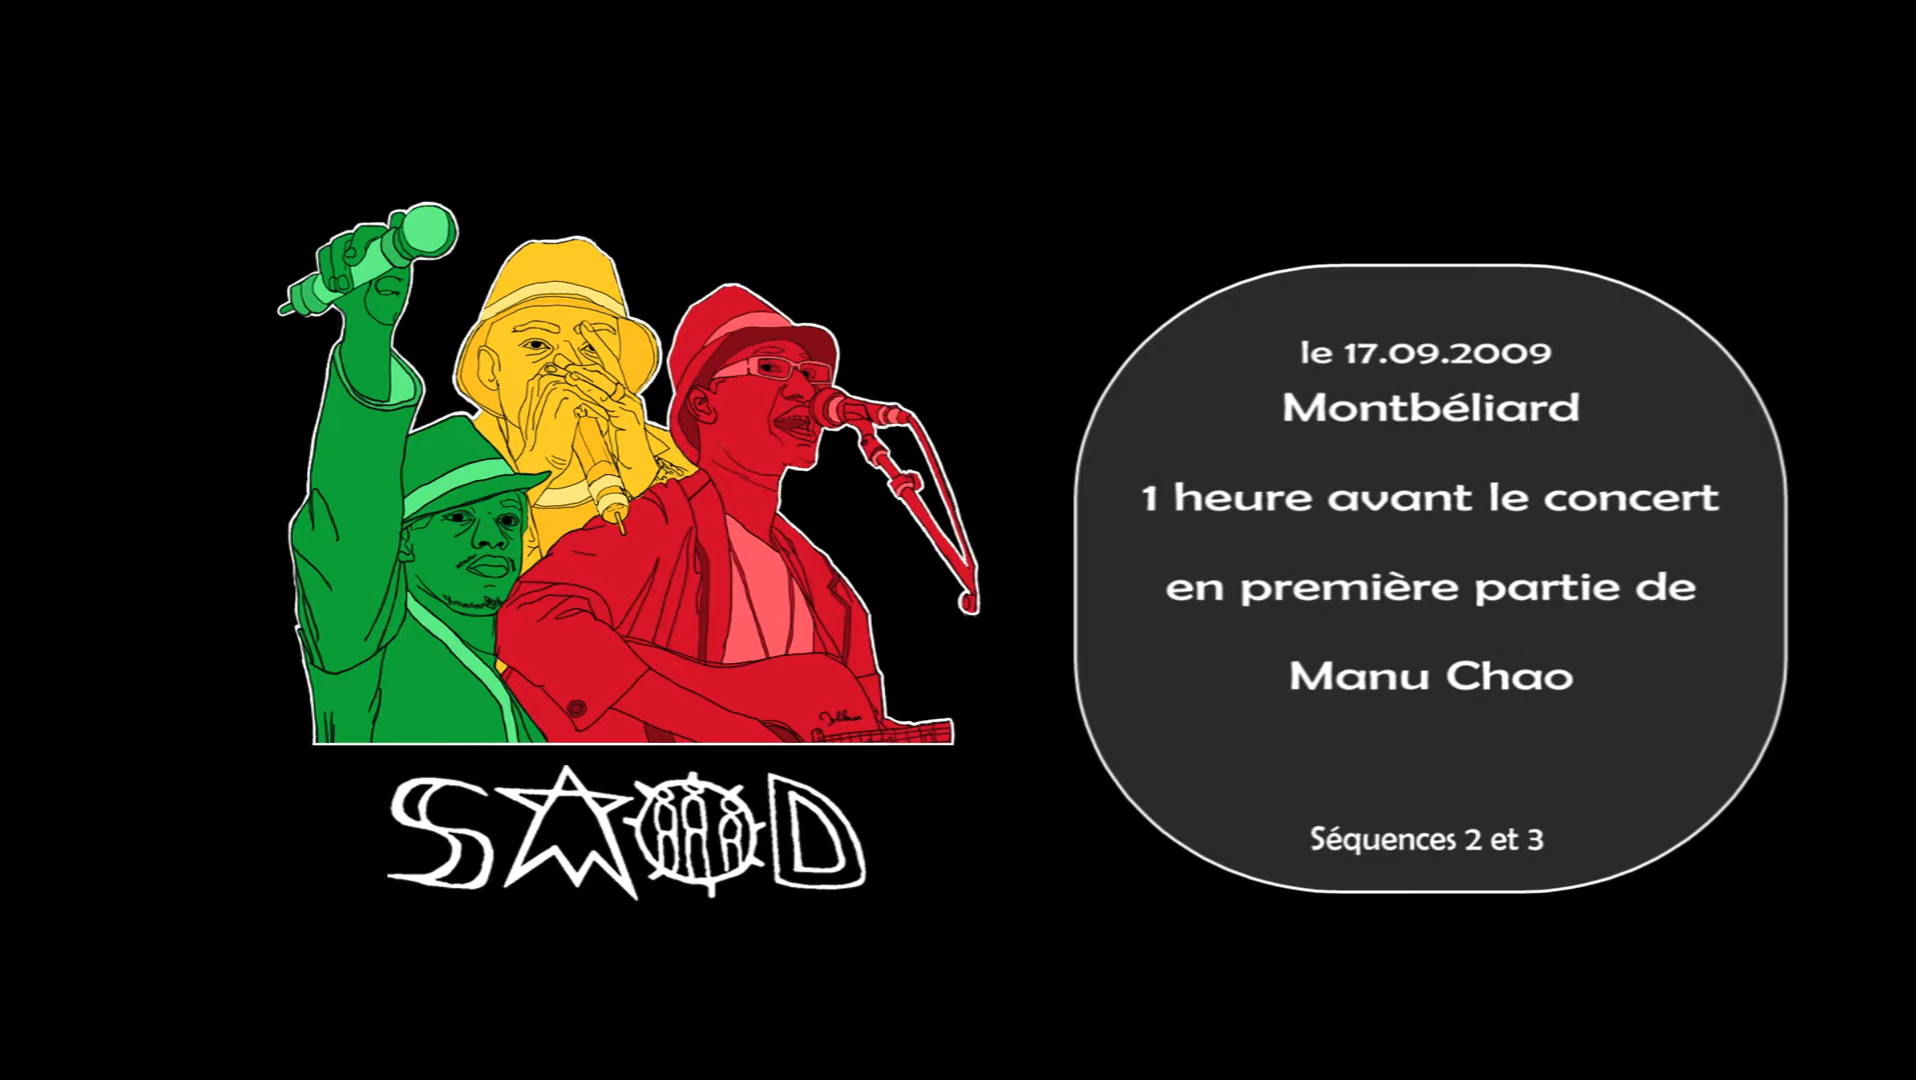 SMOD
le 17.09.2009
Montbéliard
1 heure avant le concert
en première partie de
Manu Chao
Séquences 2 et 3